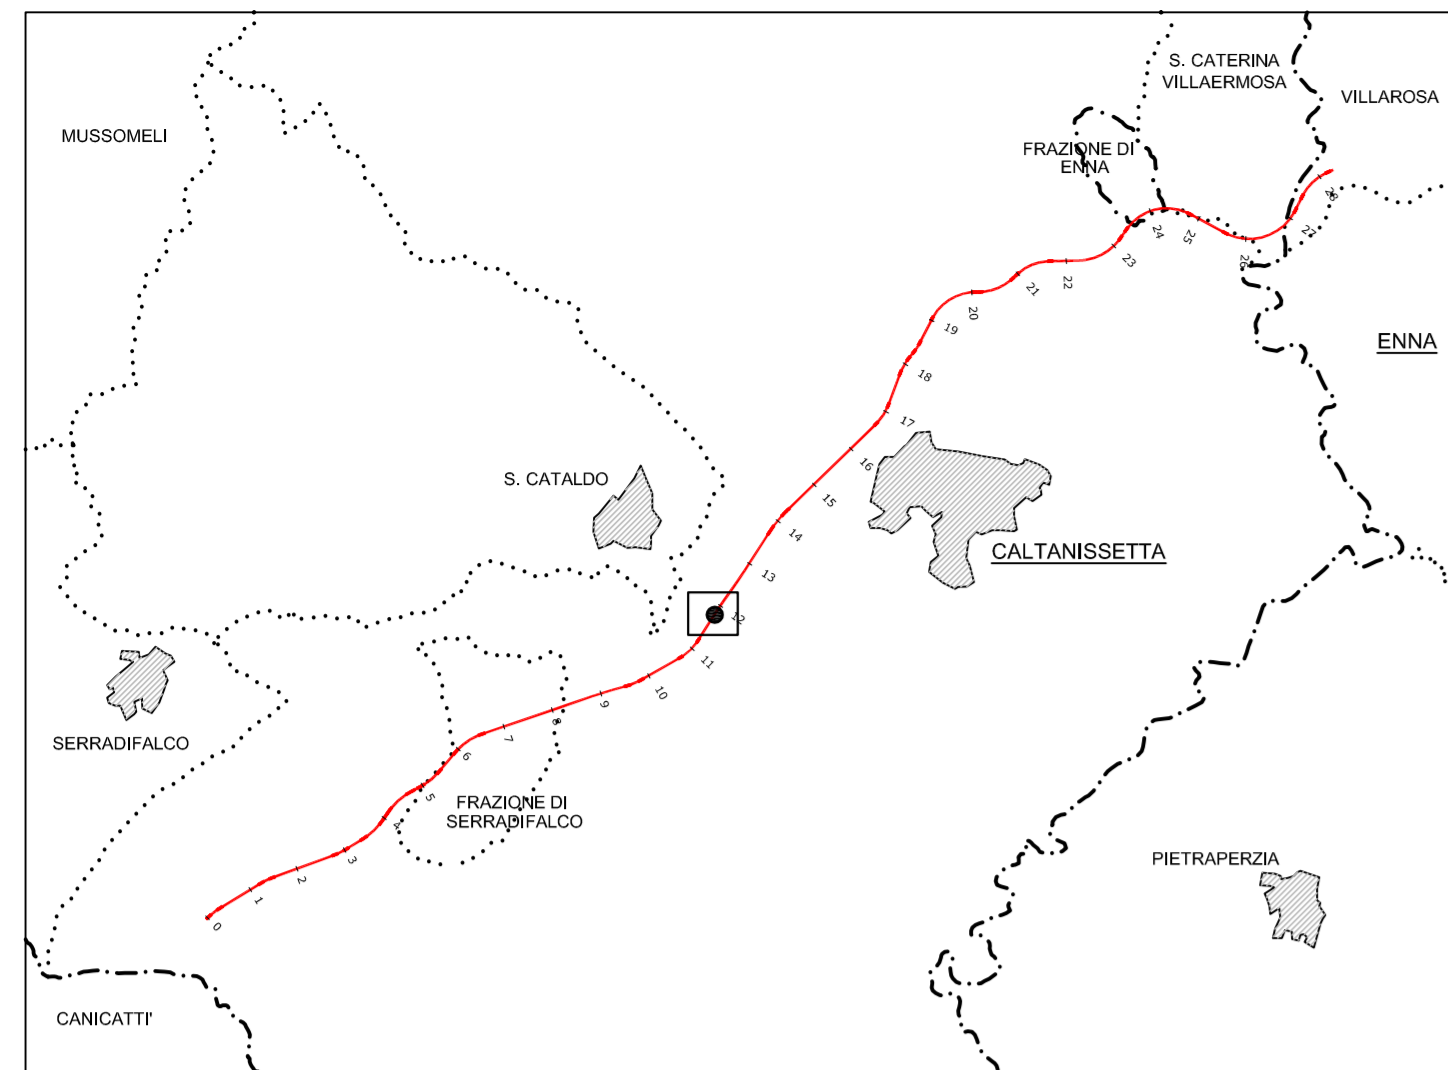 S. CATERINA
VILLAERMOSA
VILLAROSA
MUSSOMELI
FRAZIONE DI
ENNA
ENNA
S. CATALDO
CALTANISSETTA
SERRADIFALCO
FRAZIONE DI
SERRADIFALCO
PIETRAPERZIA
CANICATTI'
0
1
2
3
4
5
6
7
8
9
10
11
12
13
14
15
16
17
18
19
20
21
22
23
24
25
26
27
28